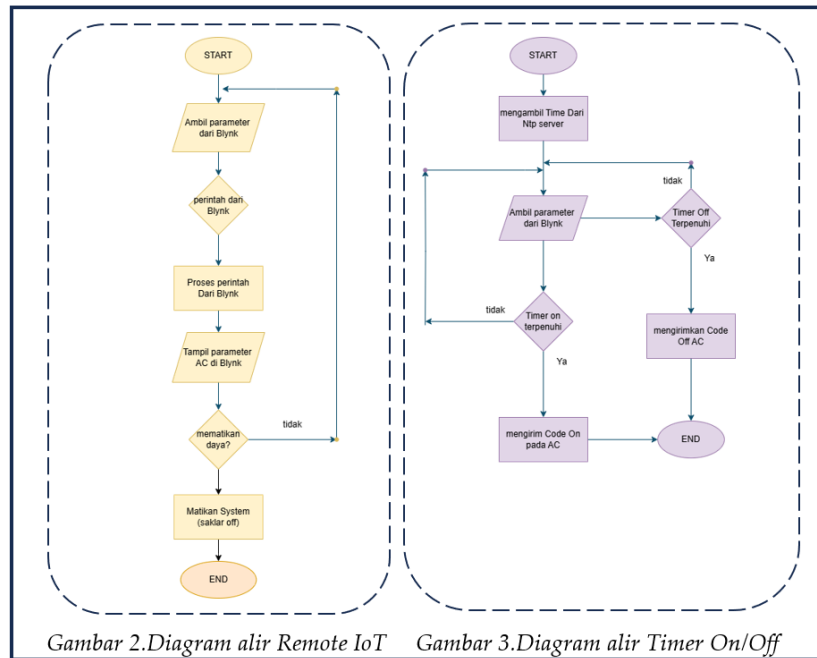 START
Ambil parameter
dari Blynk
perintah dari
Blynk
Proses perintah
Dari Blynk
Tampil parameter
AC di Blynk
mematikan
daya?
tidak
Matikan System
(saklar off)
END
Gambar 2.Diagram alir Remote IoT
START
mengambil Time Dari
Ntp server
tidak
Ambil parameter
dari Blynk
Timer Off
Terpenuhi
Ya
tidak
Timer on
terpenuhi
mengirimkan Code
Off AC
Ya
mengirim Code On
pada AC
END
Gambar 3.Diagram alir Timer On/Off